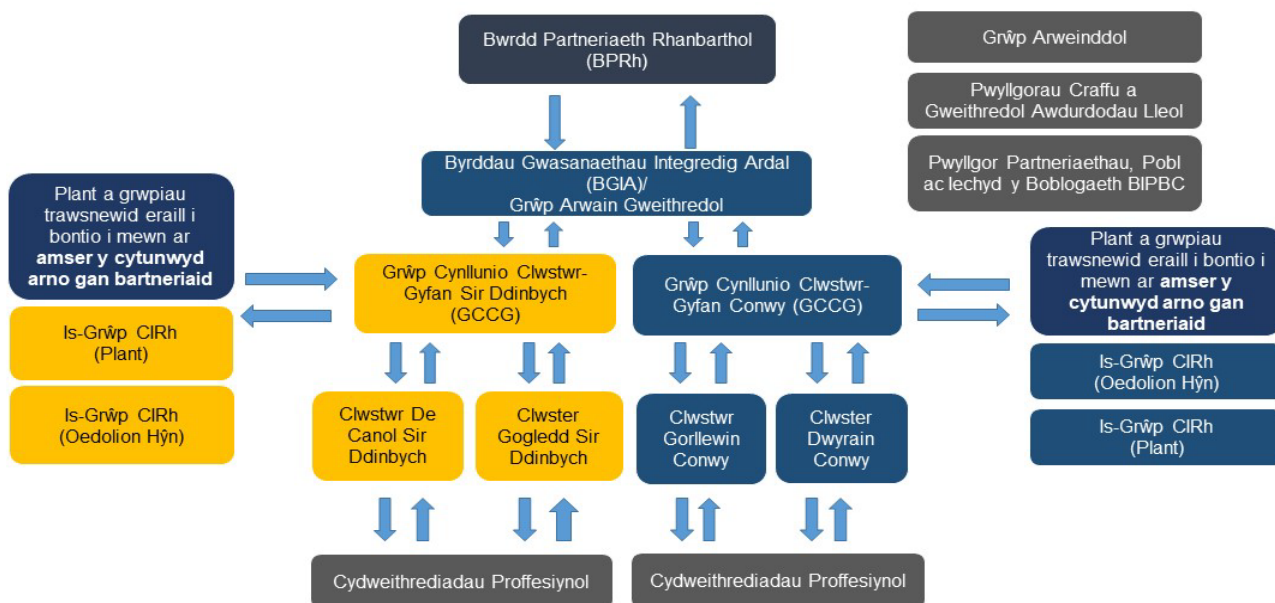 Bwrdd Partneriaeth Rhanbarthol
(BPRh)
Grŵp Arweinddol
Pwyllgorau Craffu a
Gweithredol Awdurdodau Lleol
Pwyllgor Partneriaethau, Pobl
ac Iechyd y Boblogaeth BIPBC
Byrddau Gwasanaethau Integredig Ardal
(BGIA)/
Grŵp Arwain Gweithredol
Plant a grwpiau
trawsnewid eraill i
bontio i mewn ar
amser y cytunwyd
arno gan bartneriaid
Is-Grŵp CIRh
(Plant)
Is-Grŵp CIRh
(Oedolion Hŷn)
Grŵp Cynllunio Clwstwr-
Gyfan Sir Ddinbych
(GCCG)
Grŵp Cynllunio Clwstwr-
Gyfan Conwy (GCCG)
Plant a grwpiau
trawsnewid eraill i bontio i
mewn ar amser y
cytunwyd arno gan
bartneriaid
Is-Grŵp CIRh
(Oedolion Hŷn)
Is-Grŵp CIRh
(Plant)
Clwstwr De
Canol Sir
Ddinbych
Clwster
Gogledd Sir
Ddinbych
Clwstwr
Gorllewin
Conwy
Clwster
Dwyrain
Conwy
Cydweithrediadau Proffesiynol
Cydweithrediadau Proffesiynol